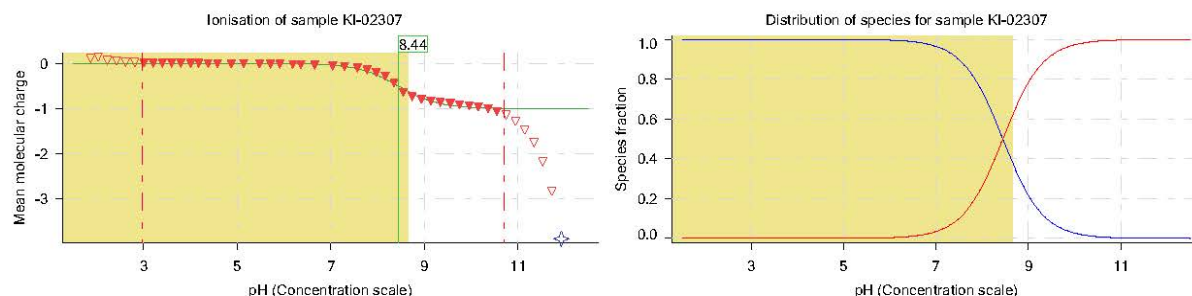 Ionisation of sample KI-02307
8.44
0
-1
-2
-3
Mean molecular charge
3 5 7 9 11
pH (Concentration scale)
Distribution of species for sample KI-02307
1.0
0.8
0.6
0.4
0.2
0.0
Species fraction
3 5 7 9 11
pH (Concentration scale)